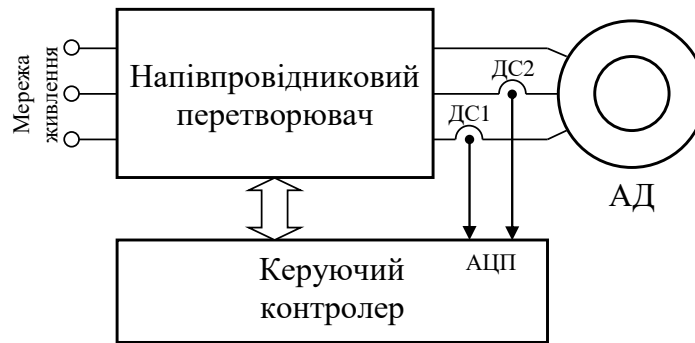 Мережа
живлення
Напівпровідниковий
перетворювач
ДС2
ДС1
АД
АЦП
Керуючий
контролер